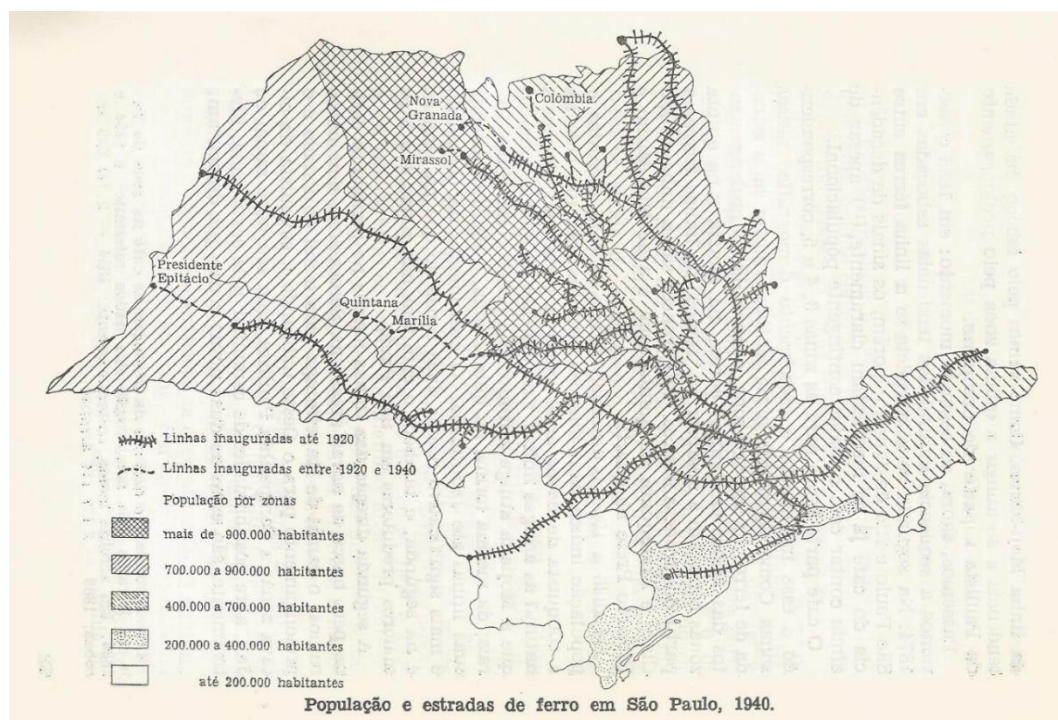 Nova
Granada
Colômbia
Mirassol
Presidente
Epitácio
Quintana
Marília
Linhas inauguradas até 1920
Linhas inauguradas entre 1920 e 1940
População por zonas
mais de 900.000 habitantes
700.000 a 900.000 habitantes
400.000 a 700.000 habitantes
200.000 a 400.000 habitantes
até 200.000 habitantes
População e estradas de ferro em São Paulo, 1940.